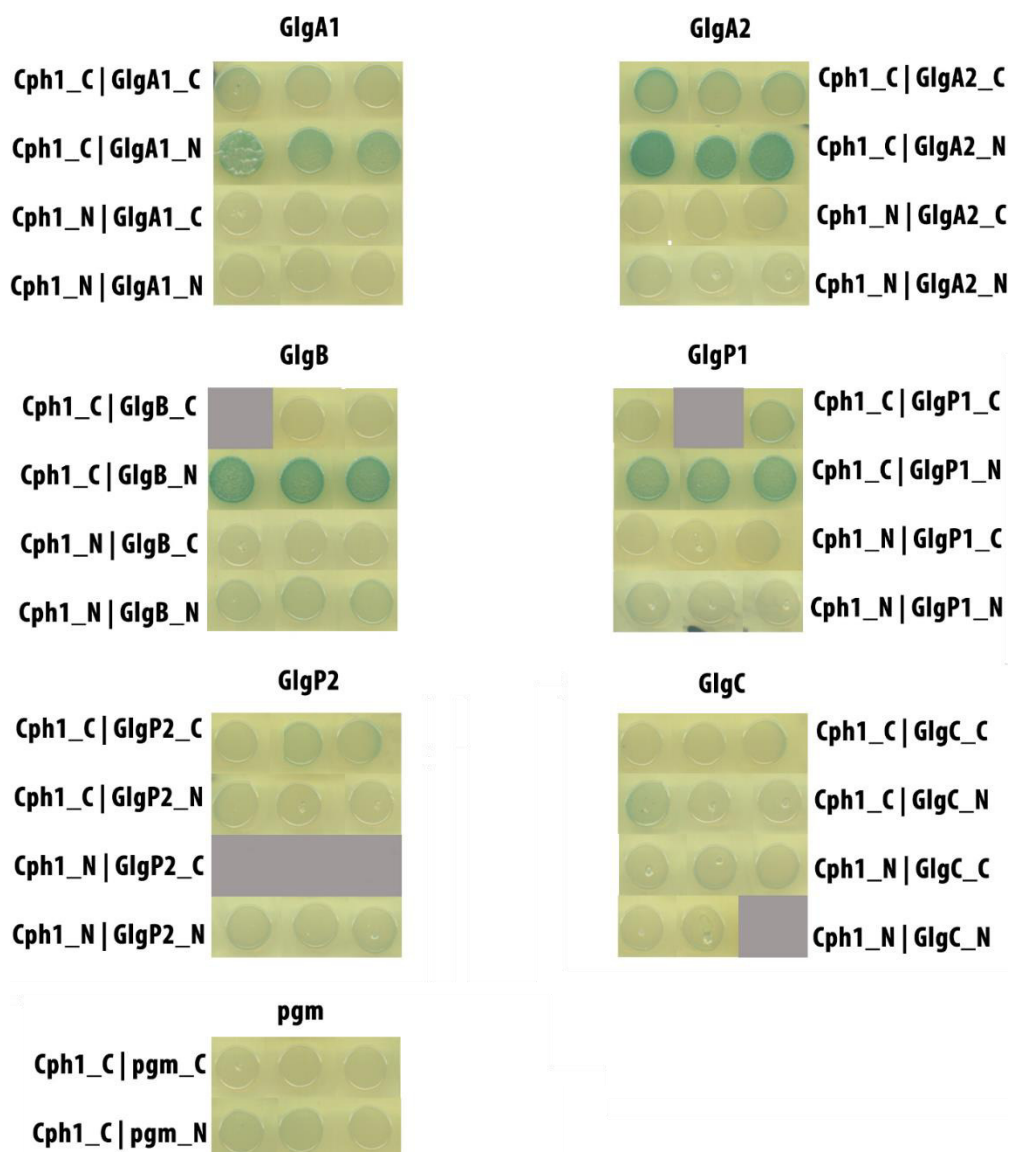 GlgA1
Cph1_C | GlgA1_C
Cph1_C | GlgA1_N
Cph1_N | GlgA1_C
Cph1_N | GlgA1_N
GlgA2
Cph1_C | GlgA2_C
Cph1_C | GlgA2_N
Cph1_N | GlgA2_C
Cph1_N | GlgA2_N
GlgB
Cph1_C | GlgB_C
Cph1_C | GlgB_N
Cph1_N | GlgB_C
Cph1_N | GlgB_N
GlgP1
Cph1_C | GlgP1_C
Cph1_C | GlgP1_N
Cph1_N | GlgP1_C
Cph1_N | GlgP1_N
GlgP2
Cph1_C | GlgP2_C
Cph1_C | GlgP2_N
Cph1_N | GlgP2_C
Cph1_N | GlgP2_N
GlgC
Cph1_C | GlgC_C
Cph1_C | GlgC_N
Cph1_N | GlgC_C
Cph1_N | GlgC_N
pgm
Cph1_C | pgm_C
Cph1_C | pgm_N